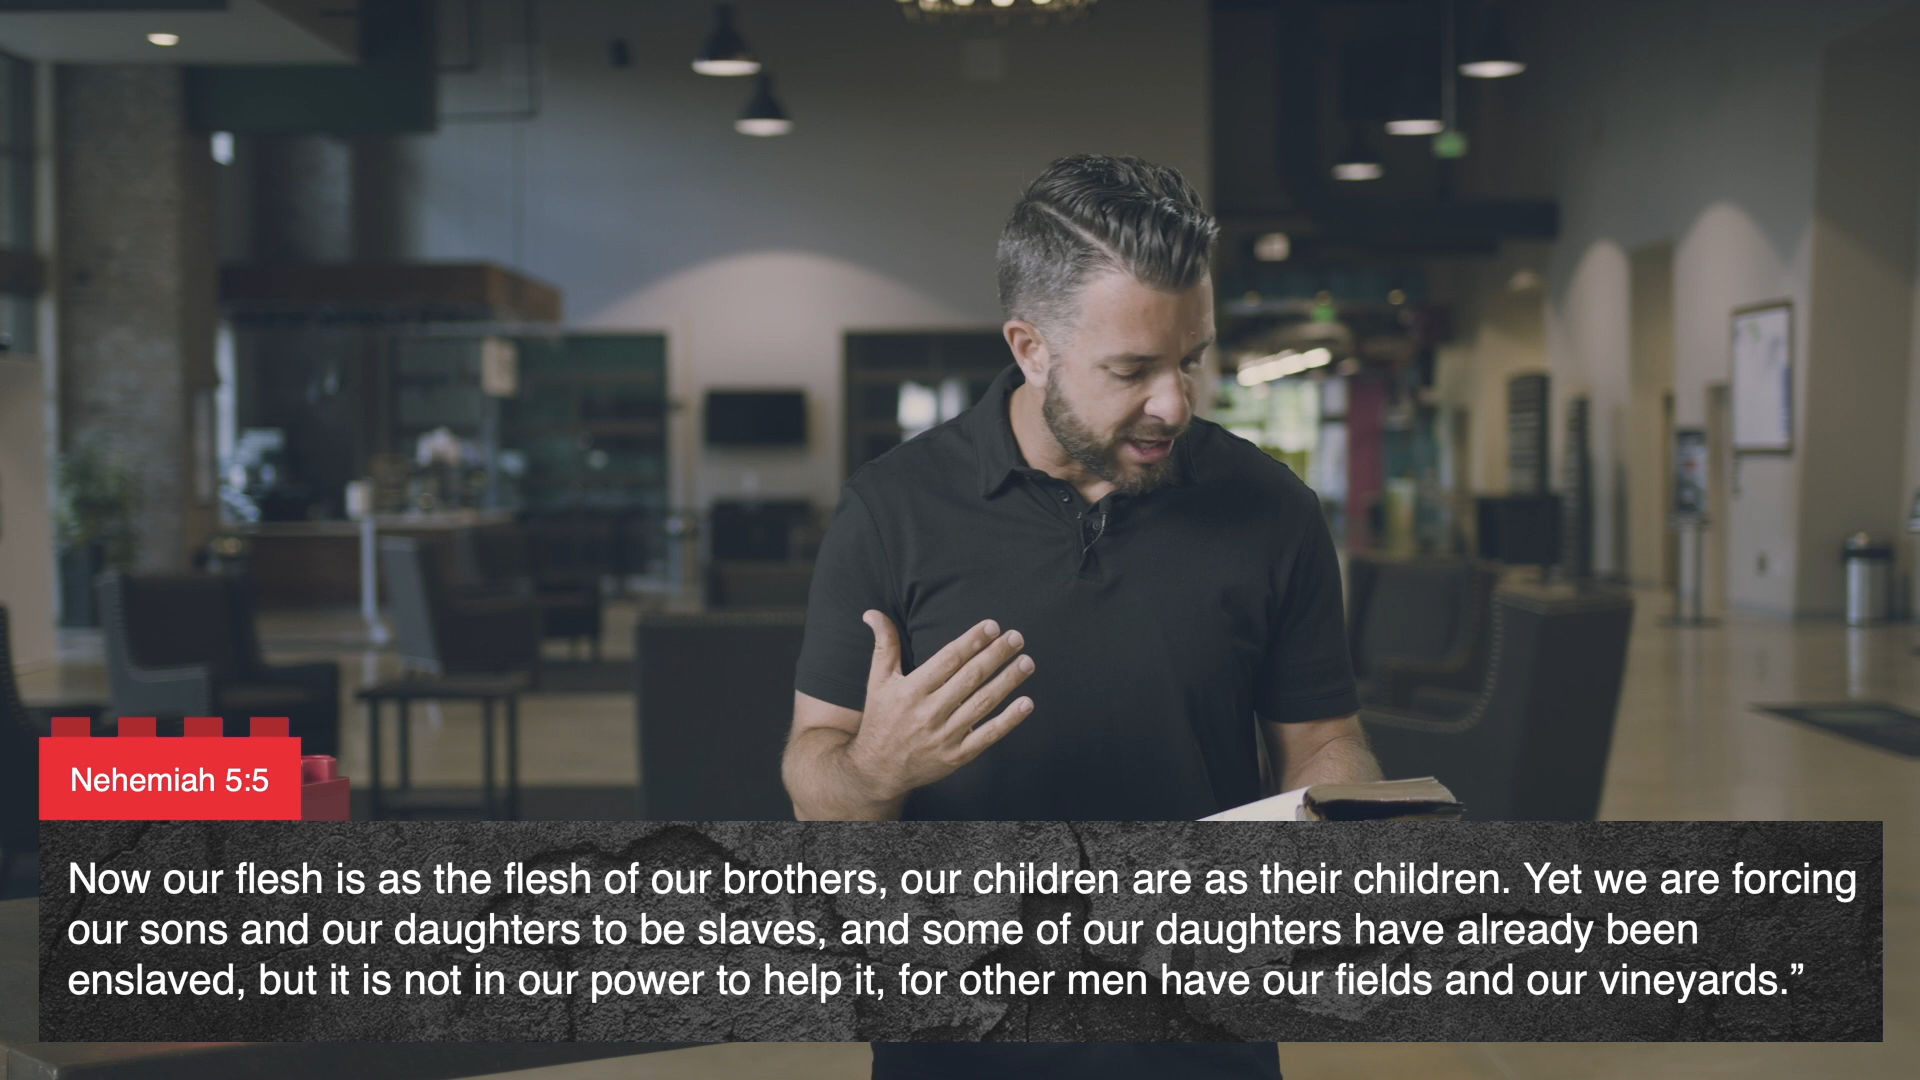 Nehemiah 5:5
Now our flesh is as the flesh of our brothers, our children are as their children. Yet we are forcing
our sons and our daughters to be slaves, and some of our daughters have already been
enslaved, but it is not in our power to help it, for other men have our fields and our vineyards.”